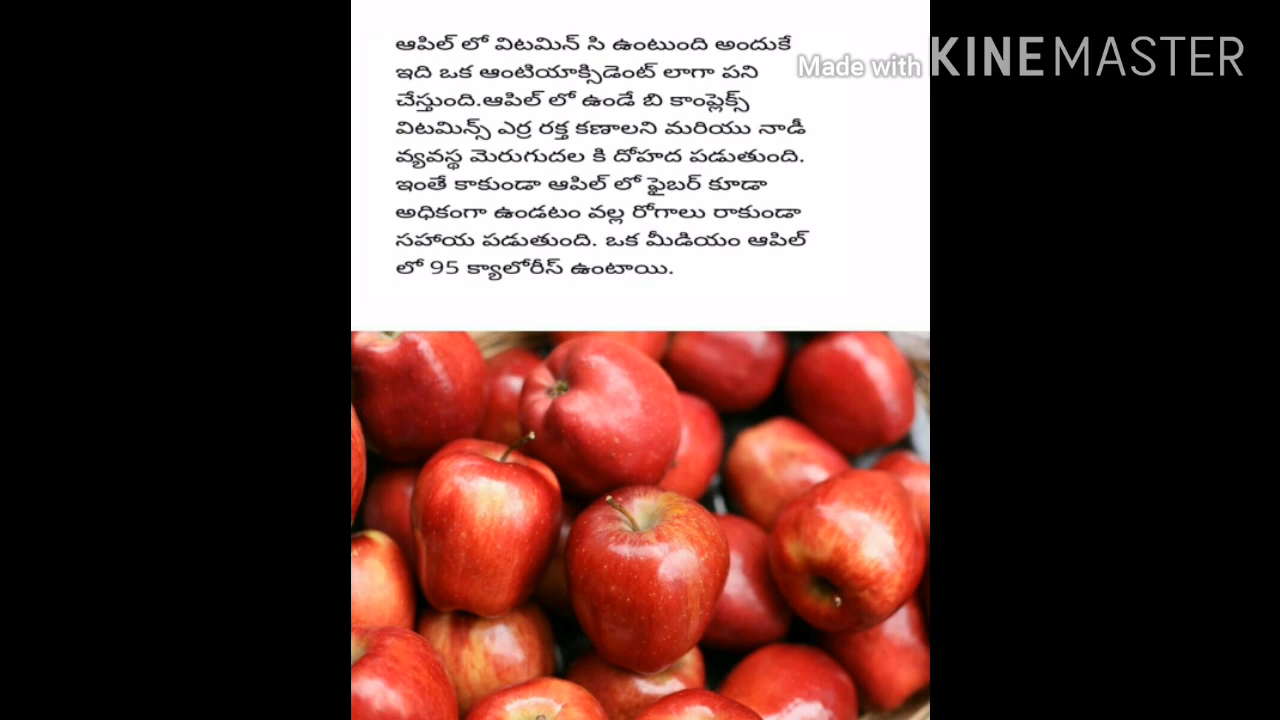 ఆపిల్ లో విటమిన్ సి ఉంటుంది అందుకే
ఇది ఒక ఆంటియాక్సిడెంట్ లాగా పని
చేస్తుంది.ఆపిల్ లో ఉండే బి కాంప్లెక్స్
విటమిన్స్ ఎర్ర రక్త కణాలని మరియు నాడీ
వ్యవస్థ మెరుగుదల కి దోహద పడుతుంది.
ఇంతే కాకుండా ఆపిల్ లో ఫైబర్ కూడా
అధికంగా ఉండటం వల్ల రోగాలు రాకుండా
సహాయ పడుతుంది. ఒక మీడియం ఆపిల్
లో 95 క్యాలోరీస్ ఉంటాయి.
Made with KINEMASTER